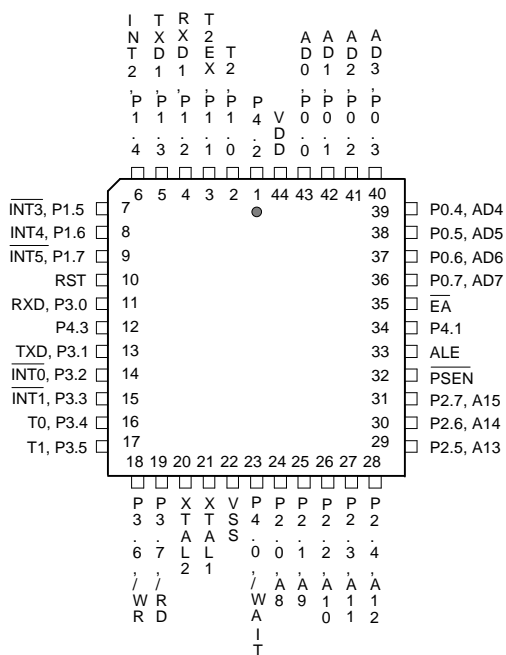 INT2, P1.4
TXD1, P1.3
RXD1, P1.2
T2EX, P1.1
T2, P1.0
P4.2
VDD
AD0, P0.0
AD1, P0.1
AD2, P0.2
AD3, P0.3
6 5 4 3 2 1 44 43 42 41 40
INT3, P1.5 7
INT4, P1.6 8
INT5, P1.7 9
RST 10
RXD, P3.0 11
P4.3 12
TXD, P3.1 13
INT0, P3.2 14
INT1, P3.3 15
T0, P3.4 16
T1, P3.5 17
39 P0.4, AD4
38 P0.5, AD5
37 P0.6, AD6
36 P0.7, AD7
35 EA
34 P4.1
33 ALE
32 PSEN
31 P2.7, A15
30 P2.6, A14
29 P2.5, A13
18 19 20 21 22 23 24 25 26 27 28
P3.6, /WR
P3.7, /RD
XTAL2
XTAL1
VSS
P4.0, /WAIT
P2.0, A8
P2.1, A9
P2.2, A10
P2.3, A11
P2.4, A12